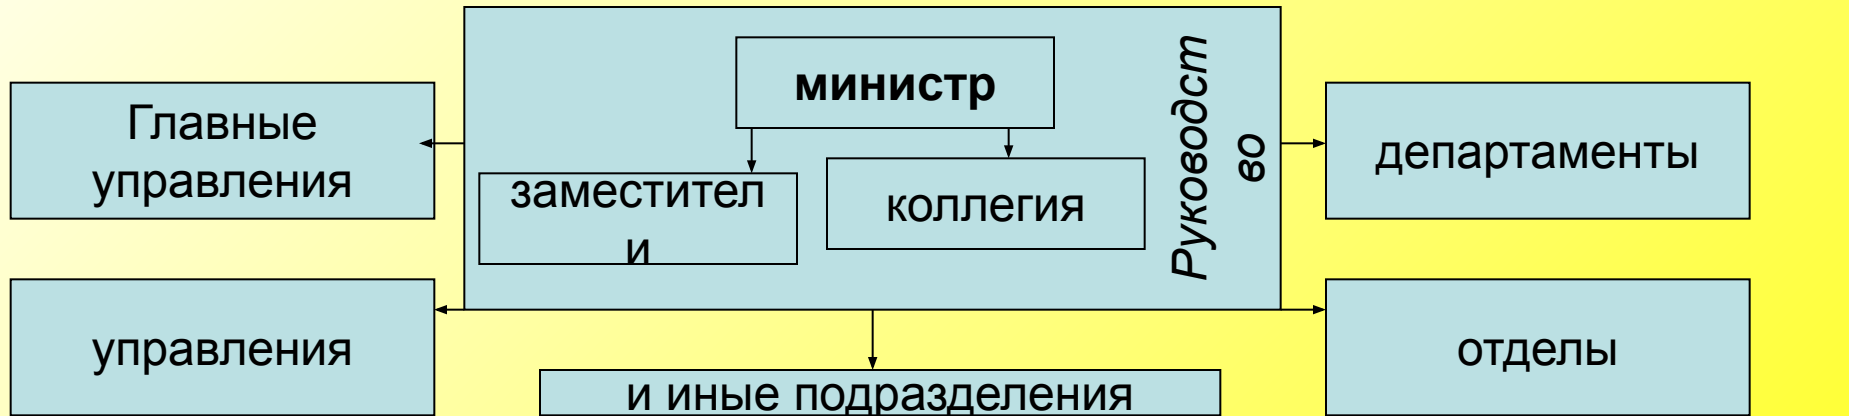 министр
Руководст
во
Главные
управления
заместител
и
коллегия
департаменты
управления
отделы
и иные подразделения